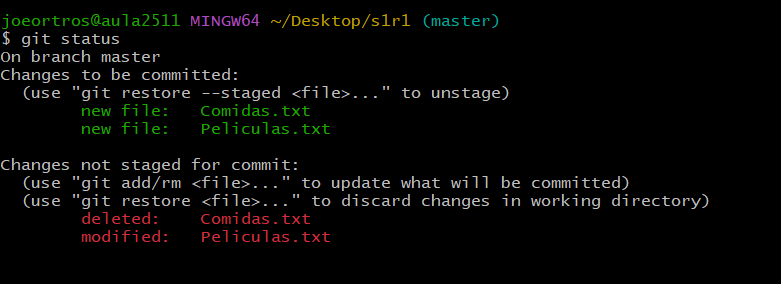 joeortros@aula2511 MINGW64 ~/Desktop/s1r1 (master)
$ git status
On branch master
Changes to be committed:
  (use "git restore --staged <file>..." to unstage)
        new file:   Comidas.txt
        new file:   Peliculas.txt

Changes not staged for commit:
  (use "git add/rm <file>..." to update what will be committed)
  (use "git restore <file>..." to discard changes in working directory)
        deleted:    Comidas.txt
        modified:   Peliculas.txt